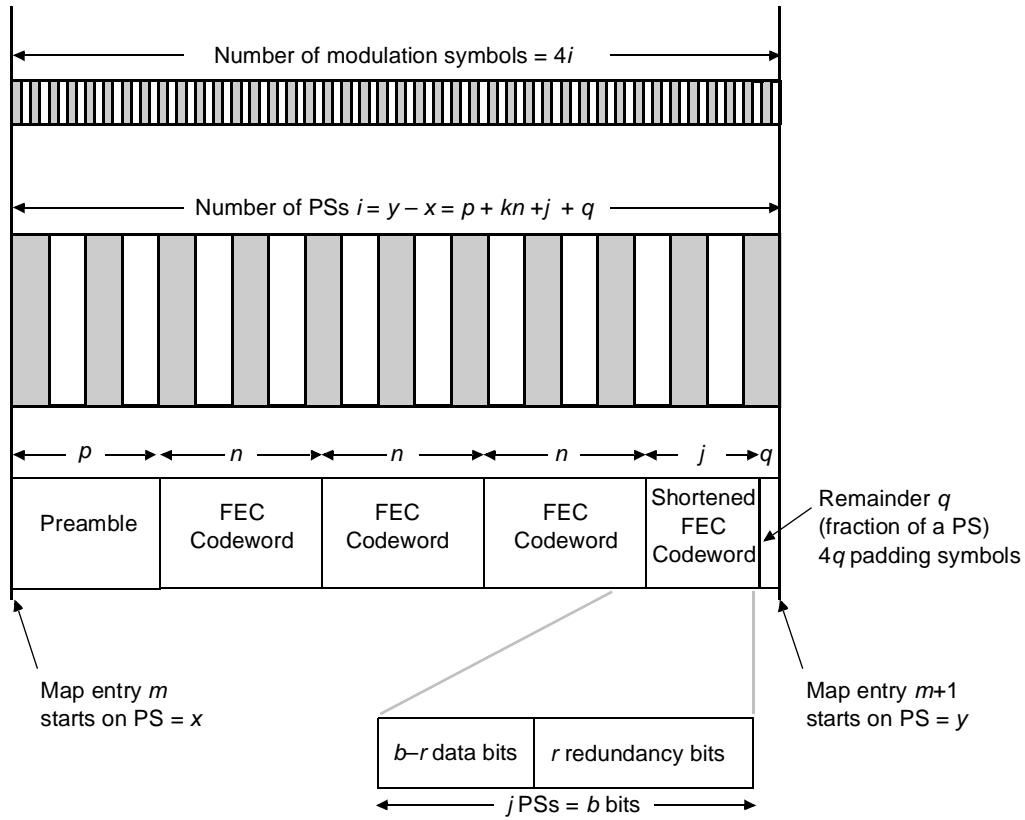 Number of modulation symbols = 4i
Number of PSs i = y – x = p + kn +j + q
p
n
n
n
j
q
Preamble
FEC
Codeword
FEC
Codeword
FEC
Codeword
Shortened
FEC
Codeword
Remainder q
(fraction of a PS)
4q padding symbols
Map entry m
starts on PS = x
Map entry m+1
starts on PS = y
b–r data bits
r redundancy bits
j PSs = b bits